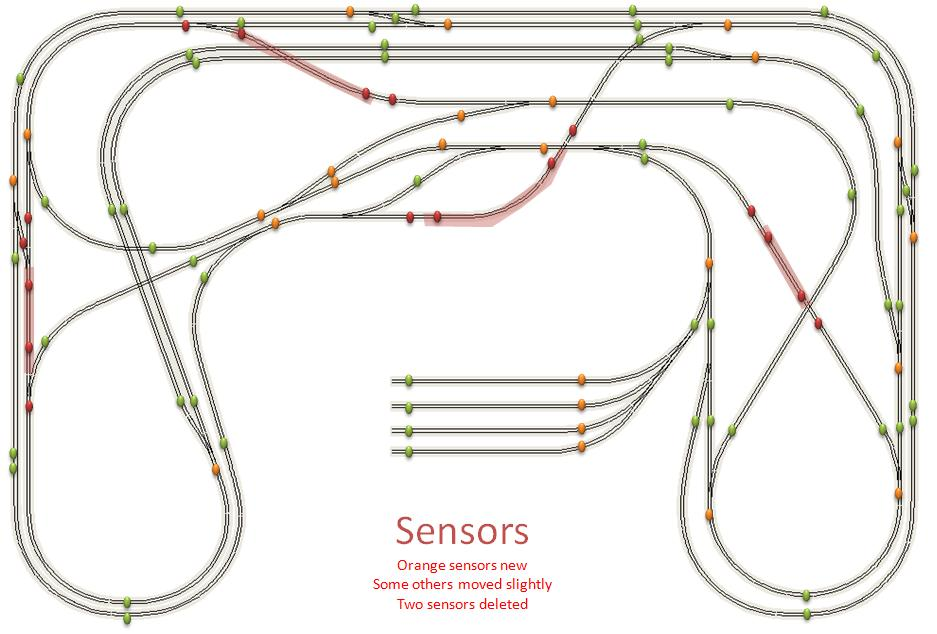 Sensors
Orange sensors new
Some others moved slightly
Two sensors deleted